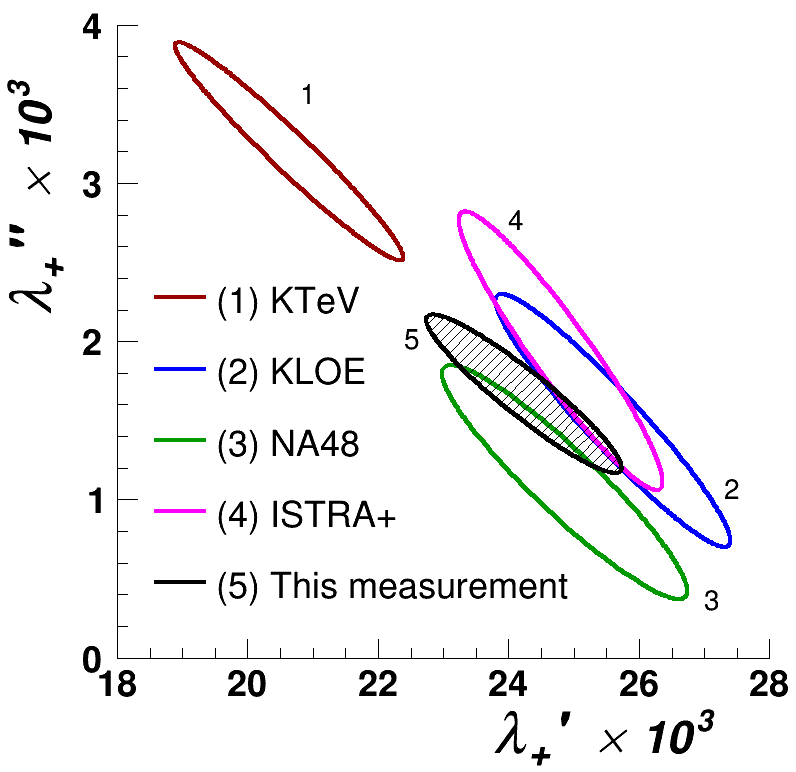 4
3
2
1
0
λ₊'' × 10³
1
4
5
2
3
(1) KTeV
(2) KLOE
(3) NA48
(4) ISTRA+
(5) This measurement
18 20 22 24 26 28
λ₊' × 10³